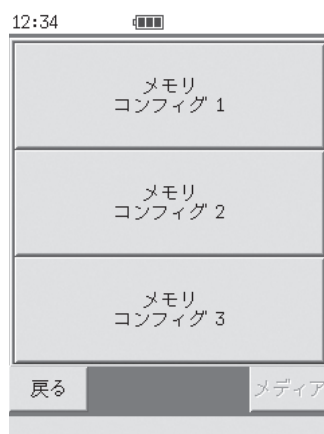 12:34
メモリ
コンフィグ 1
メモリ
コンフィグ 2
メモリ
コンフィグ 3
戻る
メディア